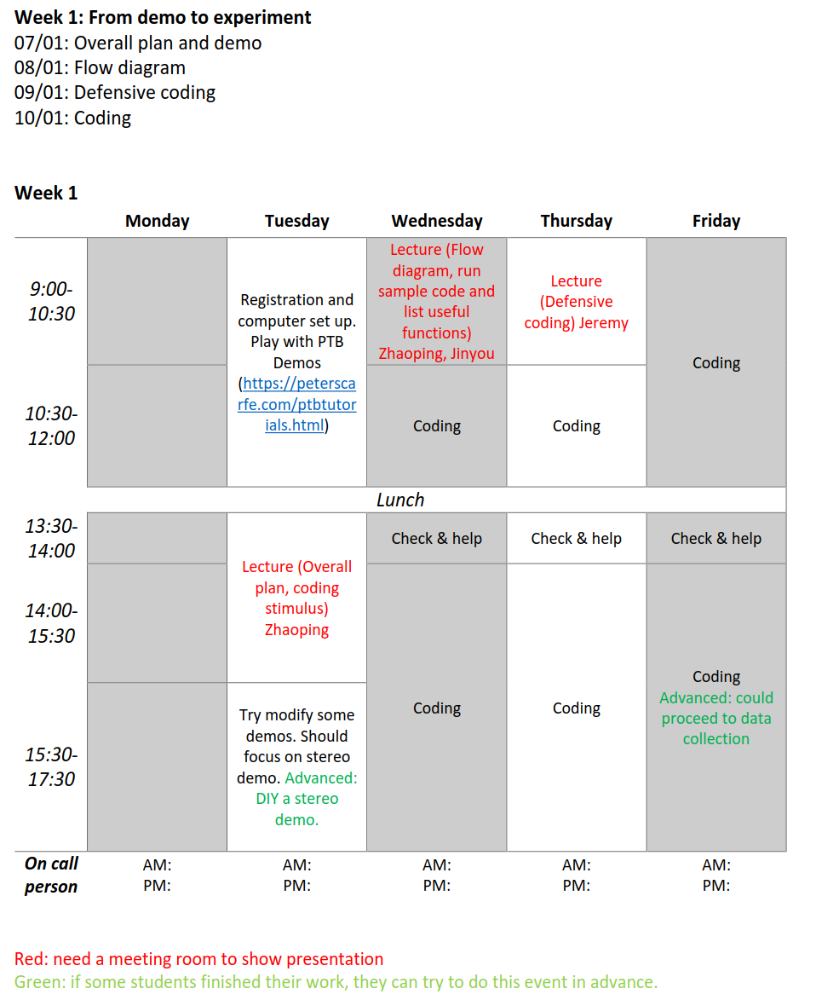 Week 1: From demo to experiment
07/01: Overall plan and demo
08/01: Flow diagram
09/01: Defensive coding
10/01: Coding
Week 1
Monday Tuesday Wednesday Thursday Friday
9:00-
10:30
Registration and
computer set up.
Play with PTB
Demos
(https://petersca
rfe.com/ptbtutor
ials.html)
Lecture (Flow
diagram, run
sample code and
list useful
functions)
Zhaoping, Jinyou
Lecture
(Defensive
coding) Jeremy
Coding
10:30-
12:00
Coding
Coding
Lunch
13:30-
14:00
Lecture (Overall
plan, coding
stimulus)
Zhaoping
Check & help
Check & help
Check & help
14:00-
15:30
Coding
Coding
Coding
Advanced: could
proceed to data
collection
15:30-
17:30
Try modify some
demos. Should
focus on stereo
demo. Advanced:
DIY a stereo
demo.
On call
person
AM:
PM:
AM:
PM:
AM:
PM:
AM:
PM:
AM:
PM:
Red: need a meeting room to show presentation
Green: if some students finished their work, they can try to do this event in advance.